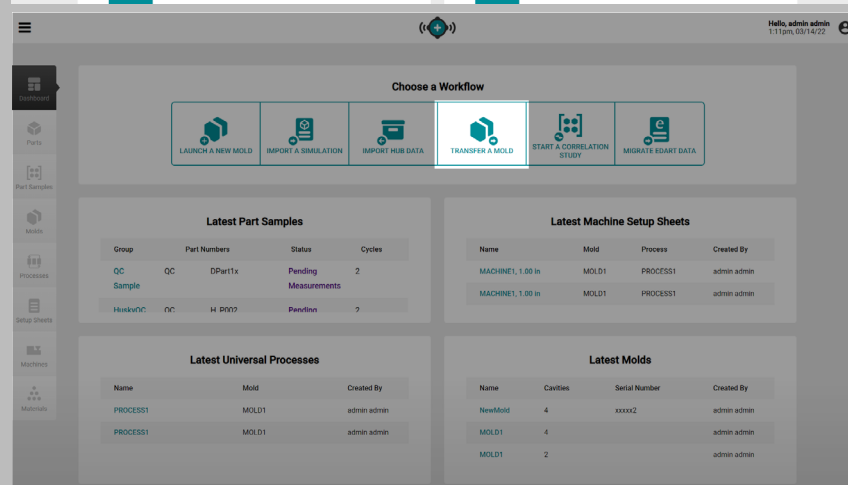 Hello, admin admin
1:11pm, 03/14/22
Dashboard
Parts
Part Samples
Molds
Processes
Setup Sheets
Machines
Materials
Choose a Workflow
LAUNCH A NEW MOLD
IMPORT A SIMULATION
IMPORT HUB DATA
TRANSFER A MOLD
START A CORRELATION
STUDY
MIGRATE EDART DATA
Latest Part Samples
Group Part Numbers Status Cycles
QC QC DPart1x Pending 2
Sample Measurements
HuskyQC QC H_P002 Pending 2
Latest Machine Setup Sheets
Name Mold Process Created By
MACHINE1, 1.00 in MOLD1 PROCESS1 admin admin
MACHINE1, 1.00 in MOLD1 PROCESS1 admin admin
Latest Universal Processes
Name Mold Created By
PROCESS1 MOLD1 admin admin
PROCESS1 MOLD1 admin admin
Latest Molds
Name Cavities Serial Number Created By
NewMold 4 xxxxx2 admin admin
MOLD1 4 admin admin
MOLD1 2 admin admin